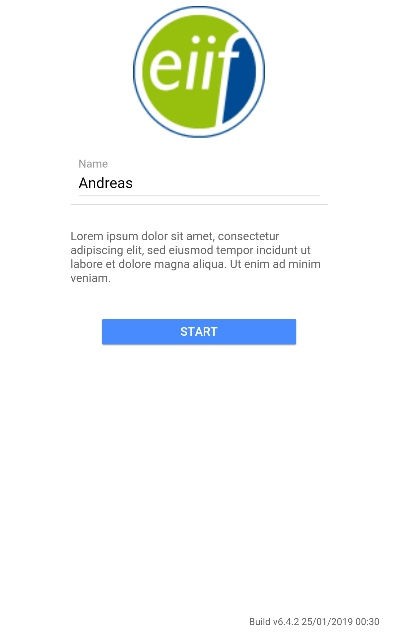 eiif
Name
Andreas
Lorem ipsum dolor sit amet, consectetur
adipiscing elit, sed eiusmod tempor incidunt ut
labore et dolore magna aliqua. Ut enim ad minim
veniam.
START
Build v6.4.2 25/01/2019 00:30